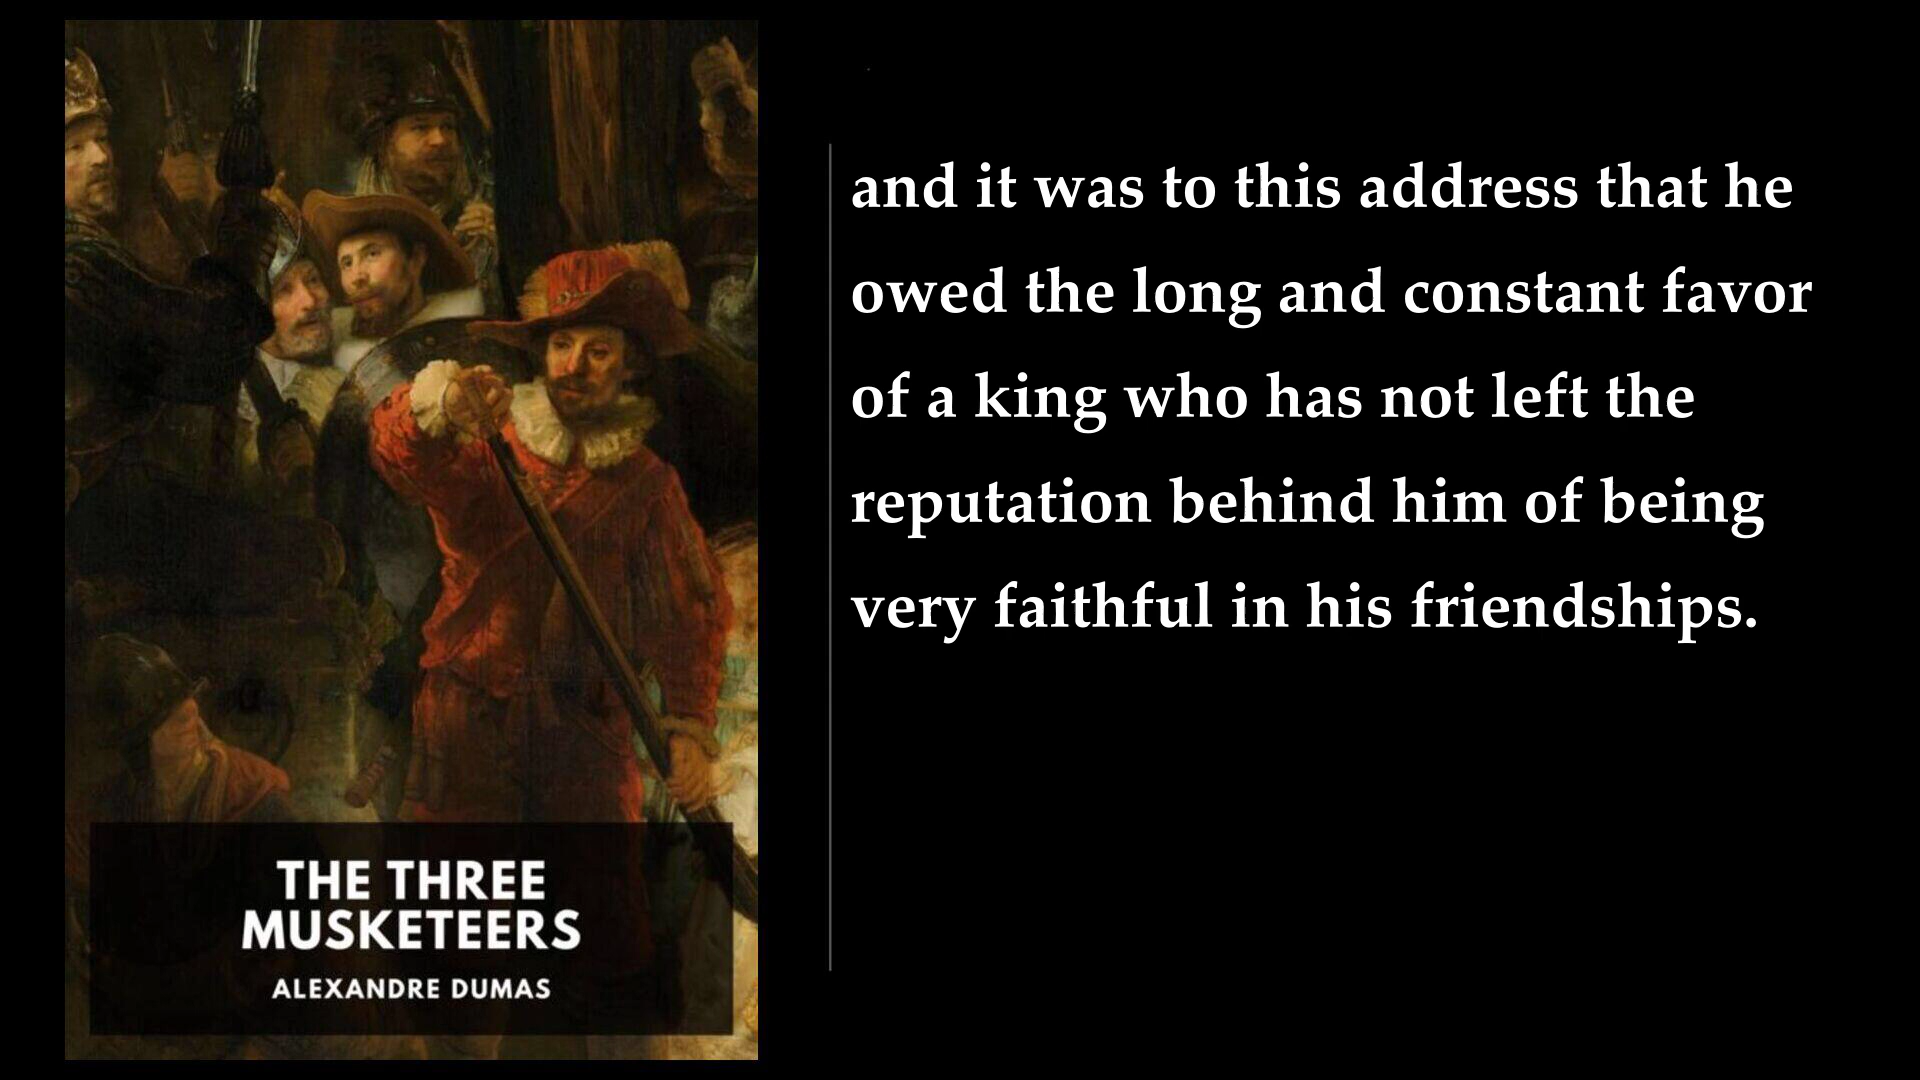 THE THREE
MUSKETEERS
ALEXANDRE DUMAS
and it was to this address that he
owed the long and constant favor
of a king who has not left the
reputation behind him of being
very faithful in his friendships.